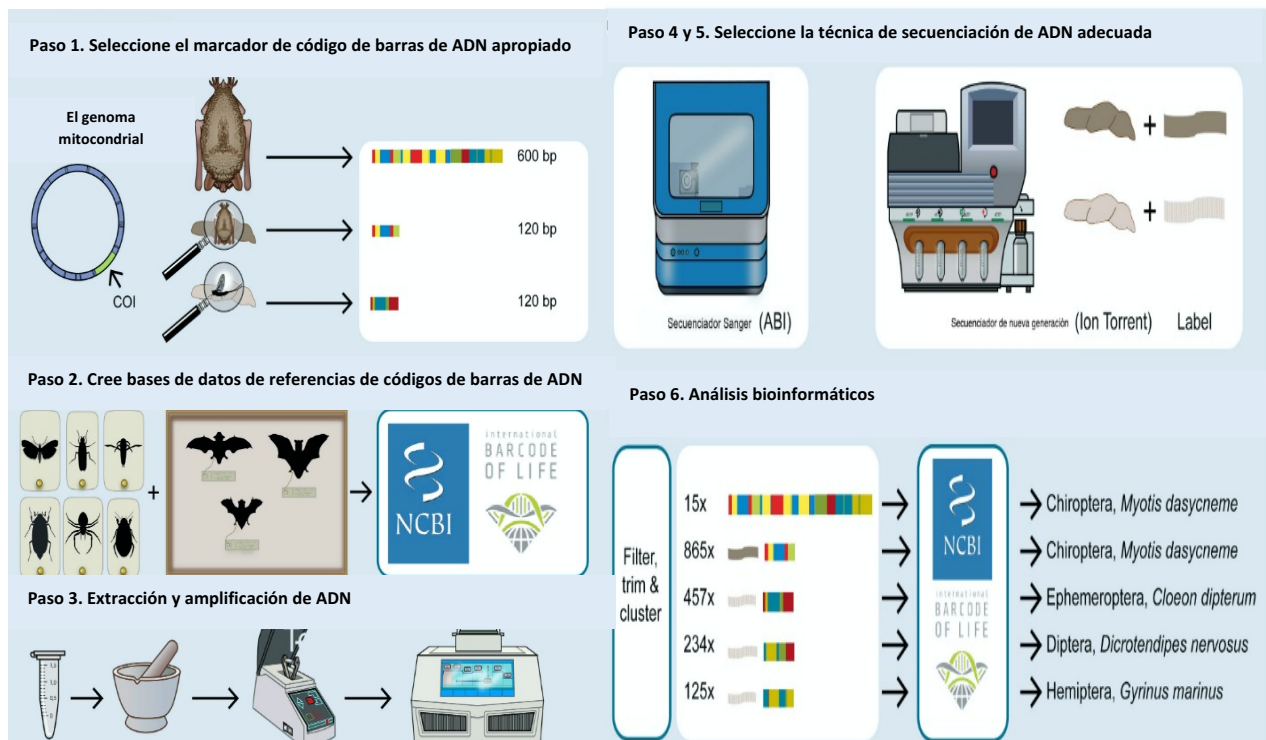 Paso 1. Seleccione el marcador de código de barras de ADN apropiado
El genoma
mitocondrial
COI
600 bp
120 bp
120 bp
Paso 2. Cree bases de datos de referencias de códigos de barras de ADN
NCBI
international
BARCODE
OF LIFE
Paso 3. Extracción y amplificación de ADN
Paso 4 y 5. Seleccione la técnica de secuenciación de ADN adecuada
Secuenciador Sanger (ABI)
Secuenciador de nueva generación (Ion Torrent)
Label
Paso 6. Análisis bioinformáticos
Filter,
trim &
cluster
15x
865x
457x
234x
125x
NCBI
international
BARCODE
OF LIFE
Chiroptera, Myotis dasycneme
Chiroptera, Myotis dasycneme
Ephemeroptera, Cloeon dipterum
Diptera, Dicrotendipes nervosus
Hemiptera, Gyrinus marinus